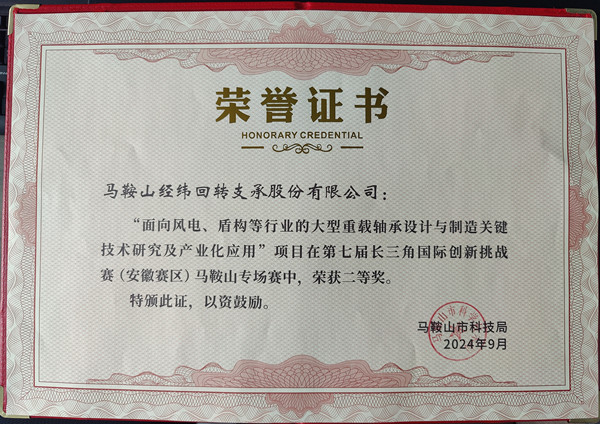 荣誉证书
HONORARY CREDENTIAL
马鞍山经纬回转支承股份有限公司：
“面向风电、盾构等行业的大型重载轴承设计与制造关键
技术研究及产业化应用”项目在第七届长三角国际创新挑战
赛（安徽赛区）马鞍山专场赛中，荣获二等奖。
特颁此证，以资鼓励。
马鞍山市科技局
2024年9月